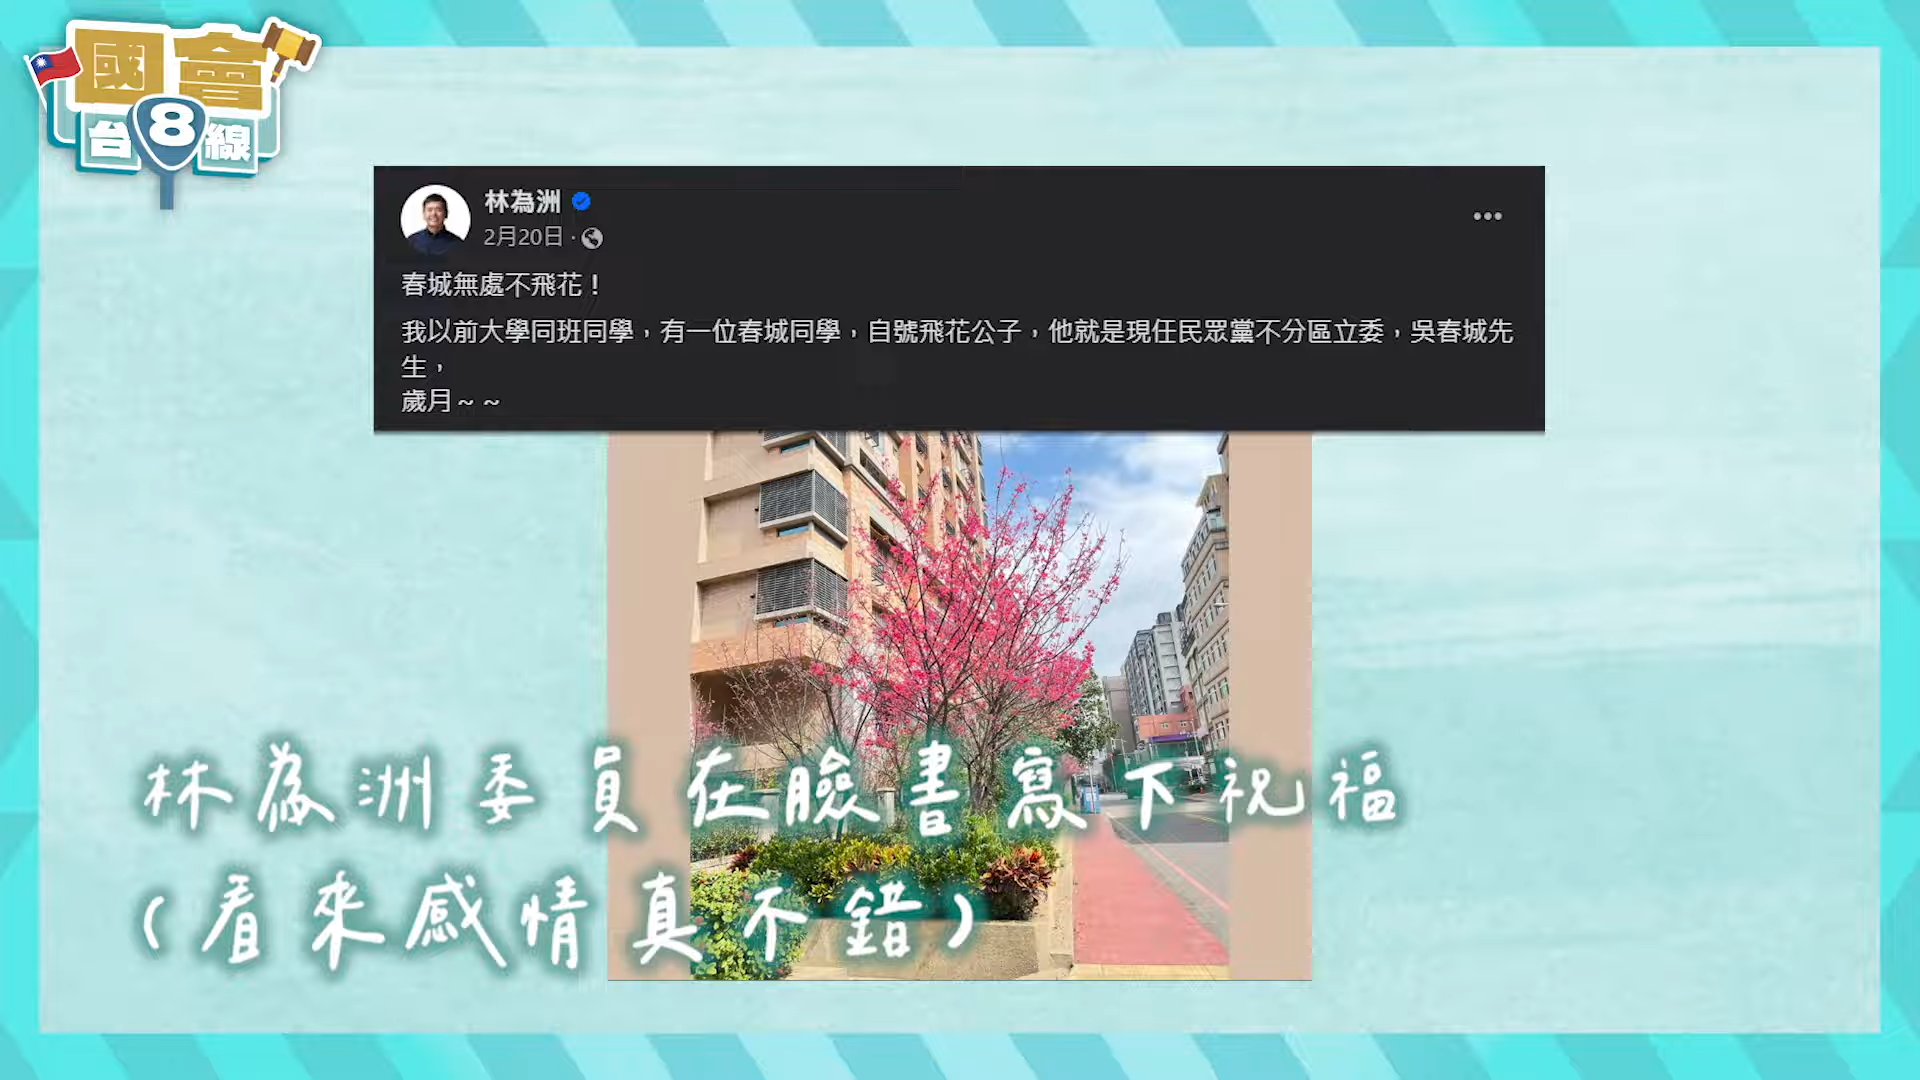 國會
台8線
林為洲
2月20日 ·
春城無處不飛花！
我以前大學同班同學，有一位春城同學，自號飛花公子，他就是現任民眾黨不分區立委，吳春城先
生，
歲月~ ~
林為洲委員在臉書寫下祝福
(看來感情真不錯)